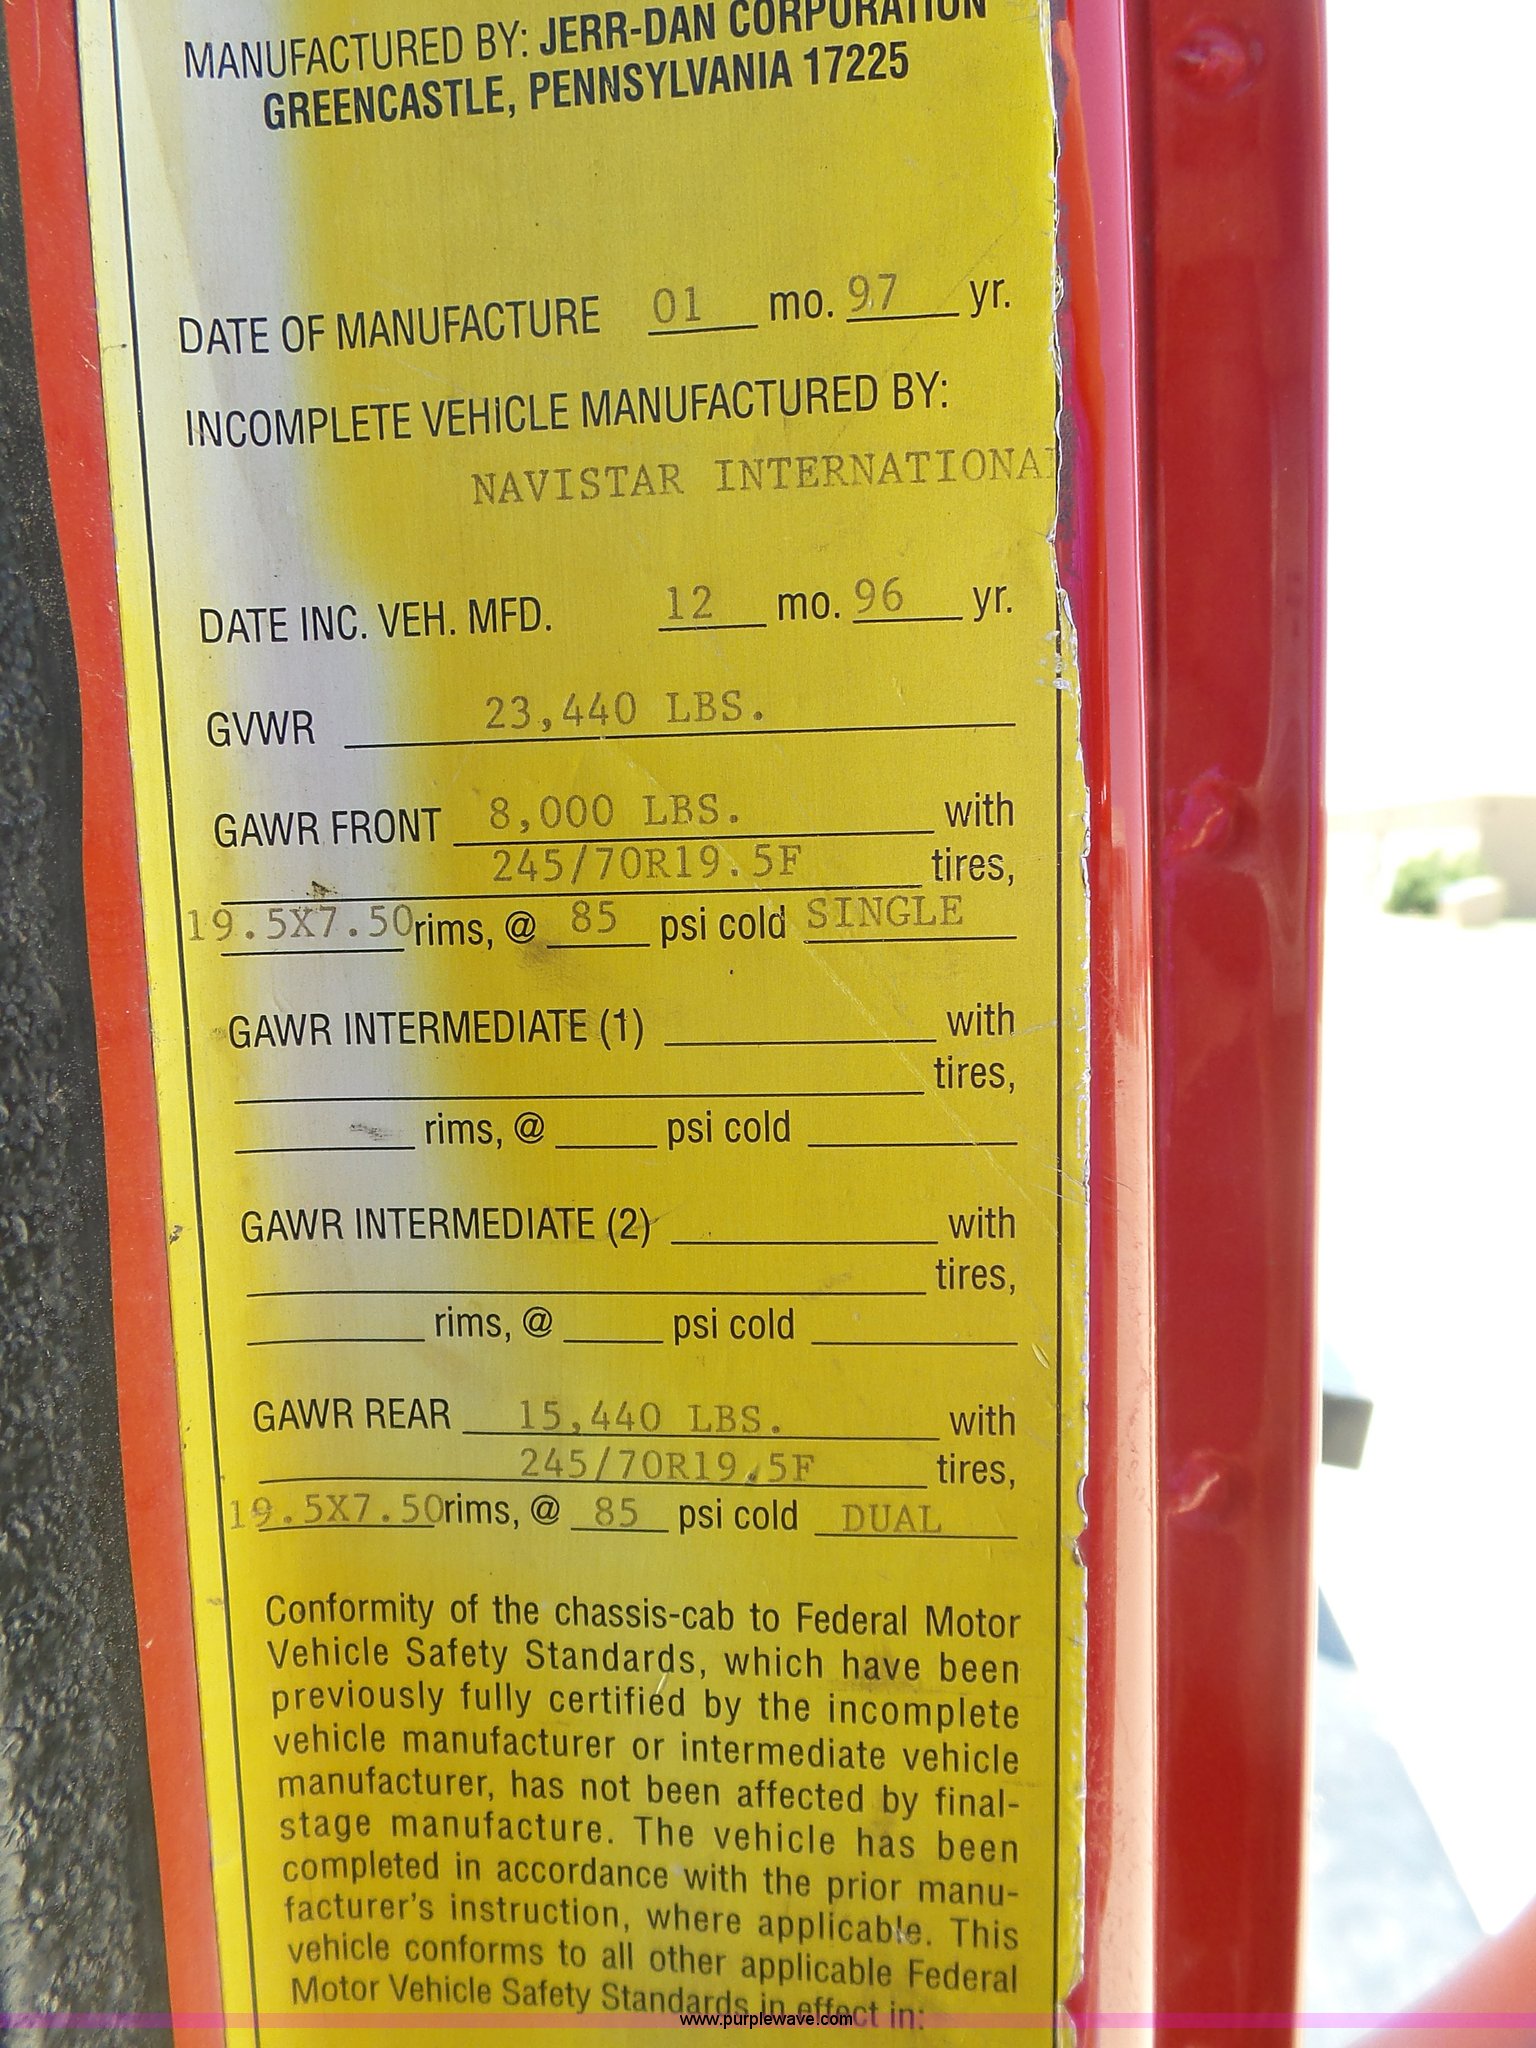 MANUFACTURED BY: JERR-DAN CORPORATION
GREENCASTLE, PENNSYLVANIA 17225
DATE OF MANUFACTURE 01 mo. 97 yr.
INCOMPLETE VEHICLE MANUFACTURED BY:
NAVISTAR INTERNATIONAL
DATE INC. VEH. MFD. 12 mo. 96 yr.
GVWR 23,440 LBS.
GAWR FRONT 8,000 LBS. with
245/70R19.5F tires,
19.5X7.50 rims, @ 85 psi cold SINGLE
GAWR INTERMEDIATE (1) with
tires,
rims, @ psi cold
GAWR INTERMEDIATE (2) with
tires,
rims, @ psi cold
GAWR REAR 15,440 LBS. with
245/70R19.5F tires,
19.5X7.50 rims, @ 85 psi cold DUAL
Conformity of the chassis-cab to Federal Motor
Vehicle Safety Standards, which have been
previously fully certified by the incomplete
vehicle manufacturer or intermediate vehicle
manufacturer, has not been affected by final-
stage manufacture. The vehicle has been
completed in accordance with the prior manu-
facturer's instruction, where applicable. This
vehicle conforms to all other applicable Federal
Motor Vehicle Safety Standards in effect in:
www.purplewave.com